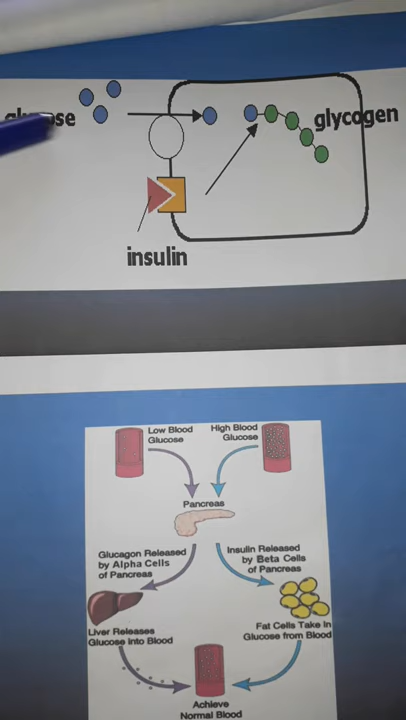 glycogen
insulin
Low Blood
Glucose
High Blood
Glucose
Pancreas
Glucagon Released
by Alpha Cells
of Pancreas
Insulin Released
by Beta Cells
of Pancreas
Liver Releases
Glucose into Blood
Fat Cells Take In
Glucose from Blood
Achieve
Normal Blood